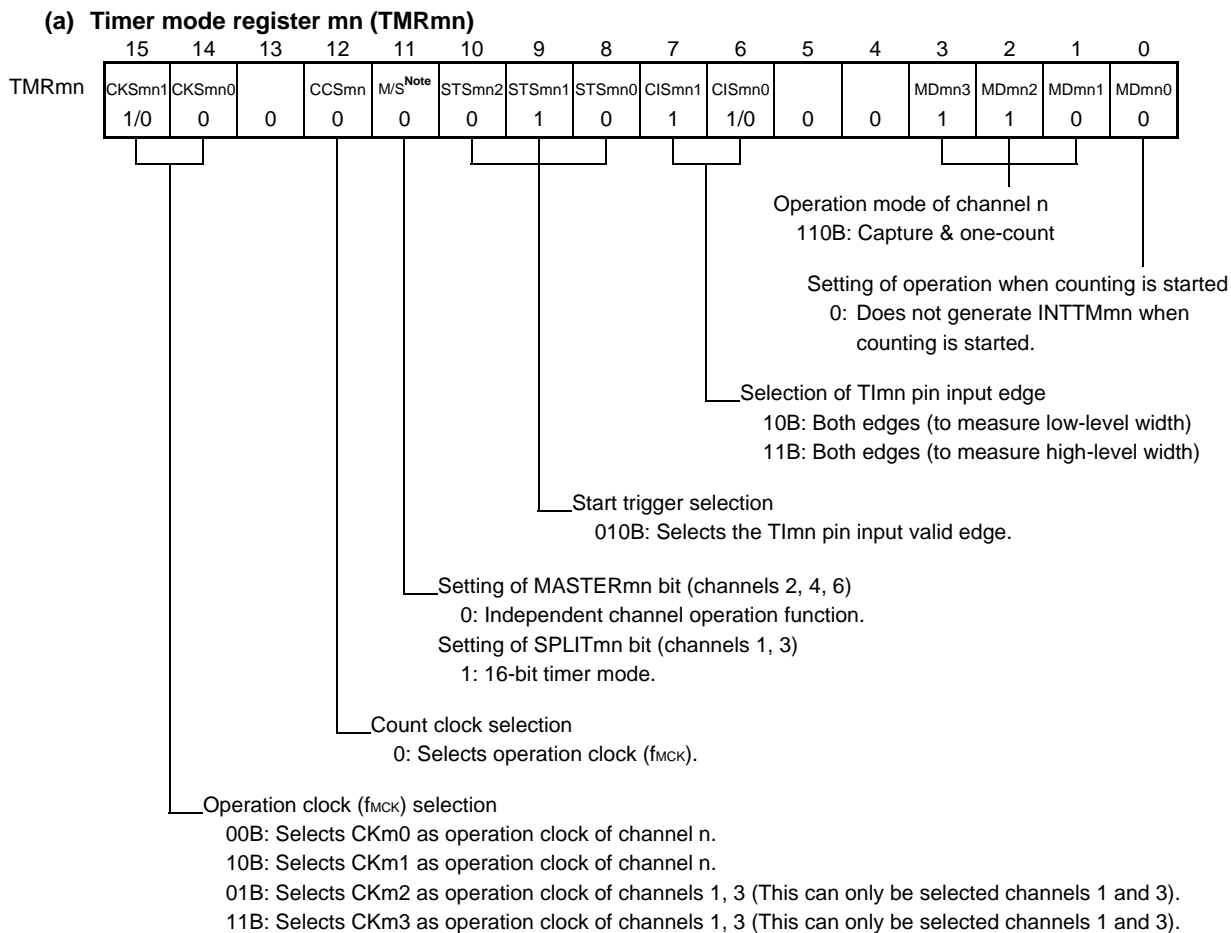 (a) Timer mode register mn (TMRmn)
15 14 13 12 11 10 9 8 7 6 5 4 3 2 1 0
TMRmn CKSmn1 CKSmn0 CCSmn M/S Note STSmn2 STSmn1 STSmn0 CISmn1 CISmn0 MDmn3 MDmn2 MDmn1 MDmn0
1/0 0 0 0 0 0 1 0 1 1/0 0 0 1 1 0 0
Operation mode of channel n
110B: Capture & one-count
Setting of operation when counting is started
0: Does not generate INTTMmn when
counting is started.
Selection of TImn pin input edge
10B: Both edges (to measure low-level width)
11B: Both edges (to measure high-level width)
Start trigger selection
010B: Selects the TImn pin input valid edge.
Setting of MASTERmn bit (channels 2, 4, 6)
0: Independent channel operation function.
Setting of SPLITmn bit (channels 1, 3)
1: 16-bit timer mode.
Count clock selection
0: Selects operation clock (fMCK).
Operation clock (fMCK) selection
00B: Selects CKm0 as operation clock of channel n.
10B: Selects CKm1 as operation clock of channel n.
01B: Selects CKm2 as operation clock of channels 1, 3 (This can only be selected channels 1 and 3).
11B: Selects CKm3 as operation clock of channels 1, 3 (This can only be selected channels 1 and 3).